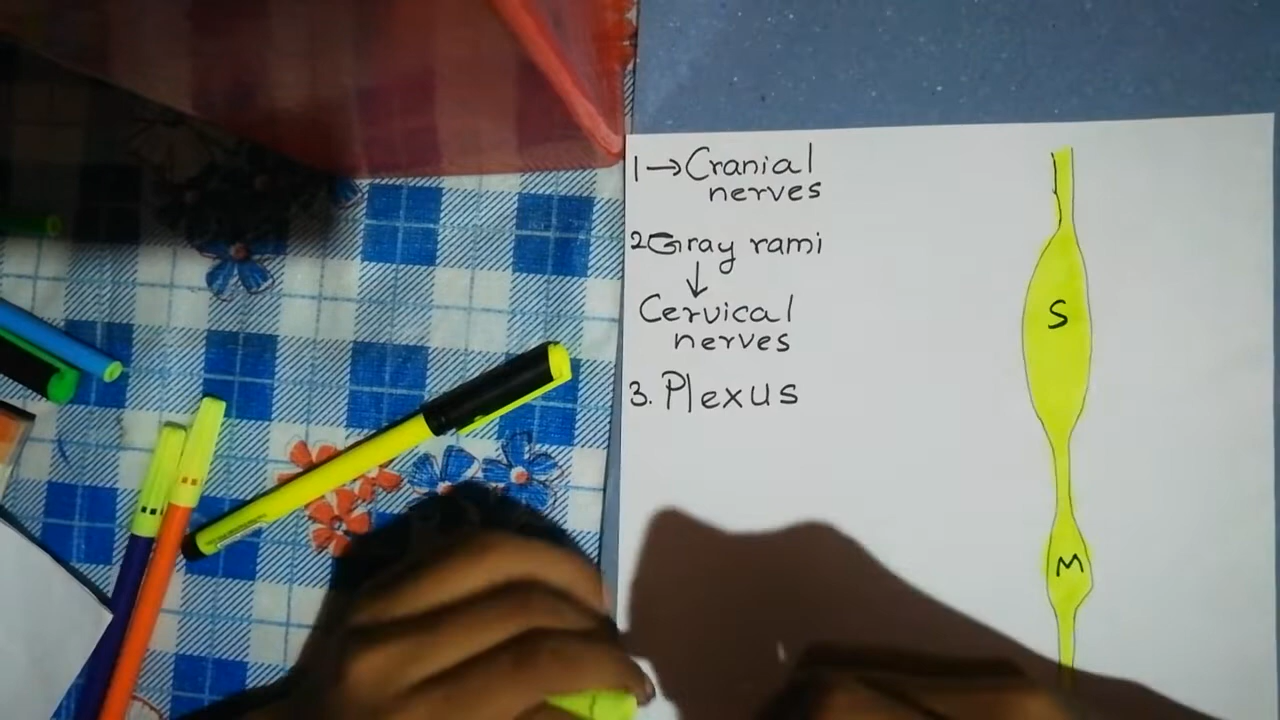 1→Cranial
nerves
2Gray rami
↓
Cervical
nerves
3. Plexus
S
M